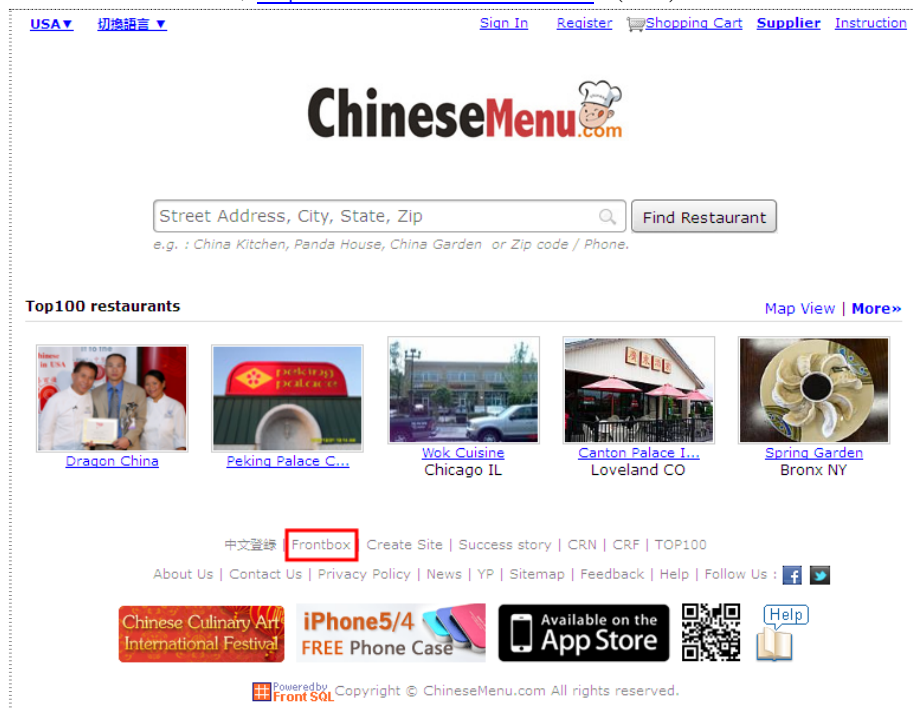 USA▼ 切換語言 ▼ Sign In Register Shopping Cart Supplier Instruction
ChineseMenu.com
Street Address, City, State, Zip Find Restaurant
e.g. : China Kitchen, Panda House, China Garden or Zip code / Phone.
Top100 restaurants Map View | More»
peking
palace
Dragon China Peking Palace C... Wok Cuisine Canton Palace I... Spring Garden
Chicago IL Loveland CO Bronx NY
中文登錄 | Frontbox | Create Site | Success story | CRN | CRF | TOP100
About Us | Contact Us | Privacy Policy | News | YP | Sitemap | Feedback | Help | Follow Us :
Chinese Culinary Art
International Festival
iPhone5/4
FREE Phone Case
Available on the
App Store
Help
Powered by
Front SQL
Copyright © ChineseMenu.com All rights reserved.